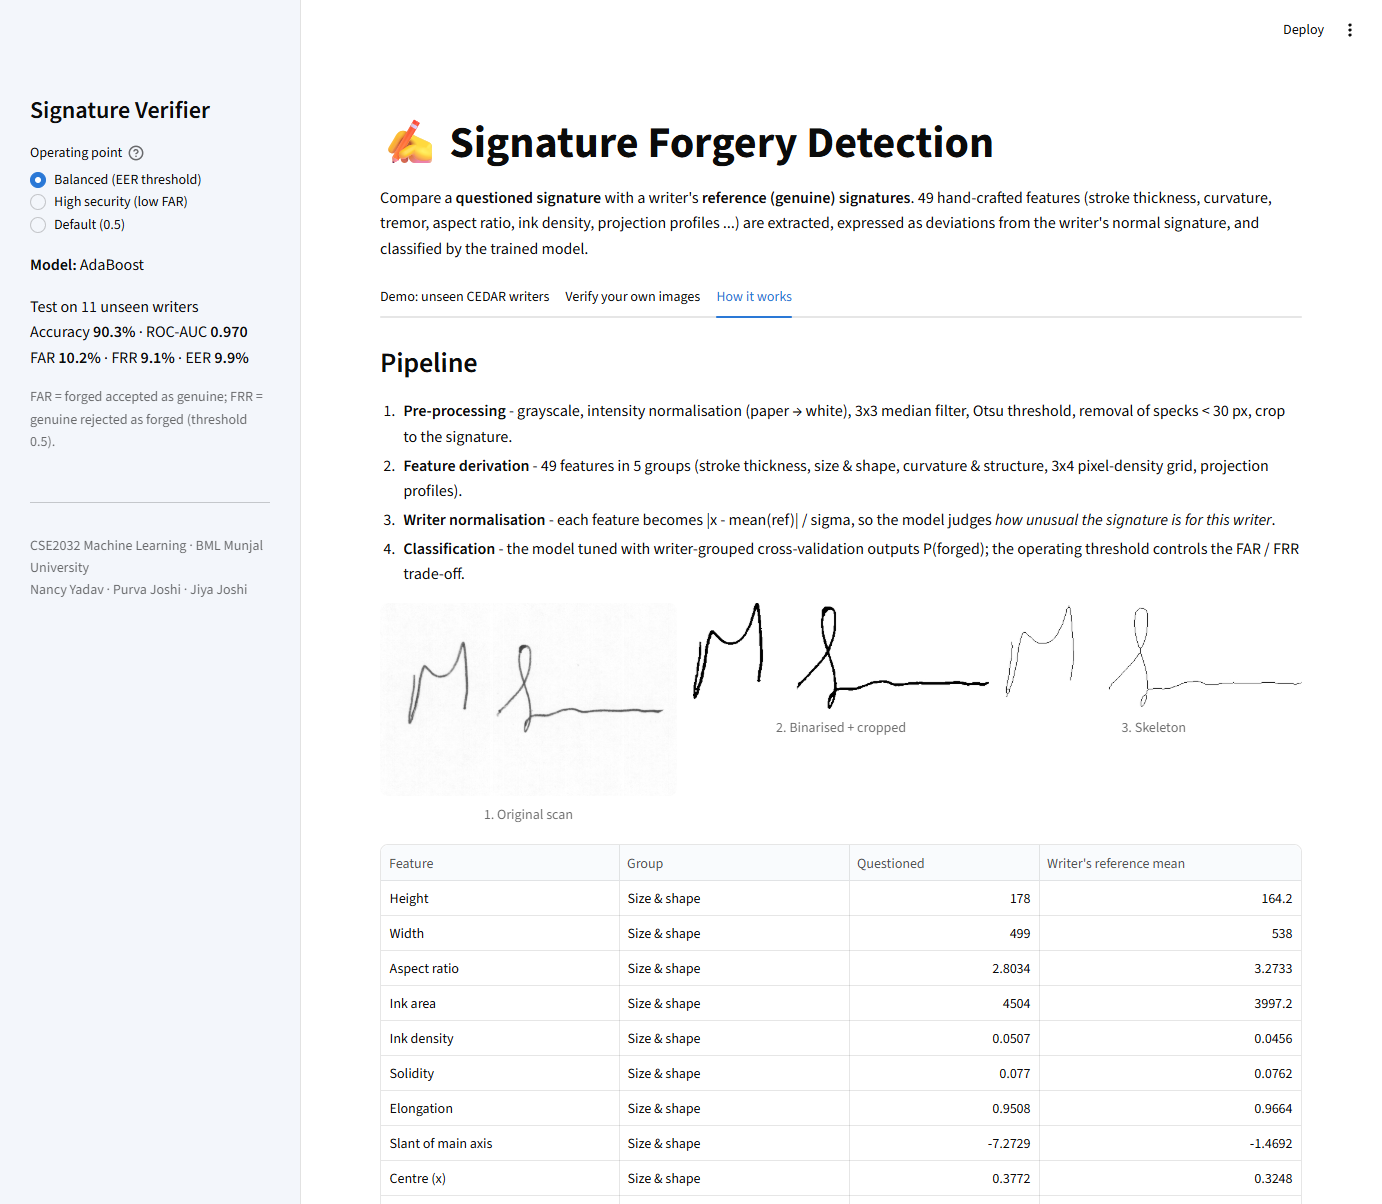 Deploy
Signature Verifier
Operating point
Balanced (EER threshold)
High security (low FAR)
Default (0.5)
Model: AdaBoost
Test on 11 unseen writers
Accuracy 90.3% · ROC-AUC 0.970
FAR 10.2% · FRR 9.1% · EER 9.9%
FAR = forged accepted as genuine; FRR =
genuine rejected as forged (threshold
0.5).
CSE2032 Machine Learning · BML Munjal
University
Nancy Yadav · Purva Joshi · Jiya Joshi
✍️ Signature Forgery Detection
Compare a questioned signature with a writer's reference (genuine) signatures. 49 hand-crafted features (stroke thickness, curvature,
tremor, aspect ratio, ink density, projection profiles ...) are extracted, expressed as deviations from the writer's normal signature, and
classified by the trained model.
Demo: unseen CEDAR writers Verify your own images How it works
Pipeline
1. Pre-processing - grayscale, intensity normalisation (paper → white), 3x3 median filter, Otsu threshold, removal of specks < 30 px, crop
to the signature.
2. Feature derivation - 49 features in 5 groups (stroke thickness, size & shape, curvature & structure, 3x4 pixel-density grid, projection
profiles).
3. Writer normalisation - each feature becomes |x - mean(ref)| / sigma, so the model judges how unusual the signature is for this writer.
4. Classification - the model tuned with writer-grouped cross-validation outputs P(forged); the operating threshold controls the FAR / FRR
trade-off.
1. Original scan
2. Binarised + cropped
3. Skeleton
Feature Group Questioned Writer's reference mean
Height Size & shape 178 164.2
Width Size & shape 499 538
Aspect ratio Size & shape 2.8034 3.2733
Ink area Size & shape 4504 3997.2
Ink density Size & shape 0.0507 0.0456
Solidity Size & shape 0.077 0.0762
Elongation Size & shape 0.9508 0.9664
Slant of main axis Size & shape -7.2729 -1.4692
Centre (x) Size & shape 0.3772 0.3248